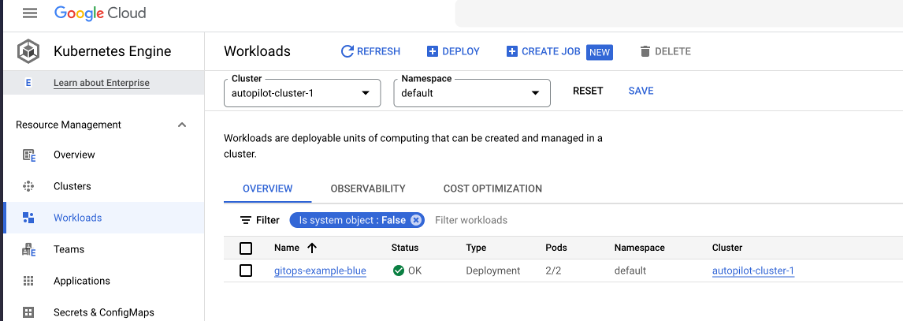 Google Cloud
Kubernetes Engine
Workloads
REFRESH
DEPLOY
CREATE JOB
NEW
DELETE
E
Learn about Enterprise
Cluster
autopilot-cluster-1
Namespace
default
RESET
SAVE
Resource Management
Overview
Clusters
Workloads
Teams
Applications
Secrets & ConfigMaps
Workloads are deployable units of computing that can be created and managed in a
cluster.
OVERVIEW
OBSERVABILITY
COST OPTIMIZATION
Filter
Is system object : False
Filter workloads
Name
Status
Type
Pods
Namespace
Cluster
gitops-example-blue
OK
Deployment
2/2
default
autopilot-cluster-1